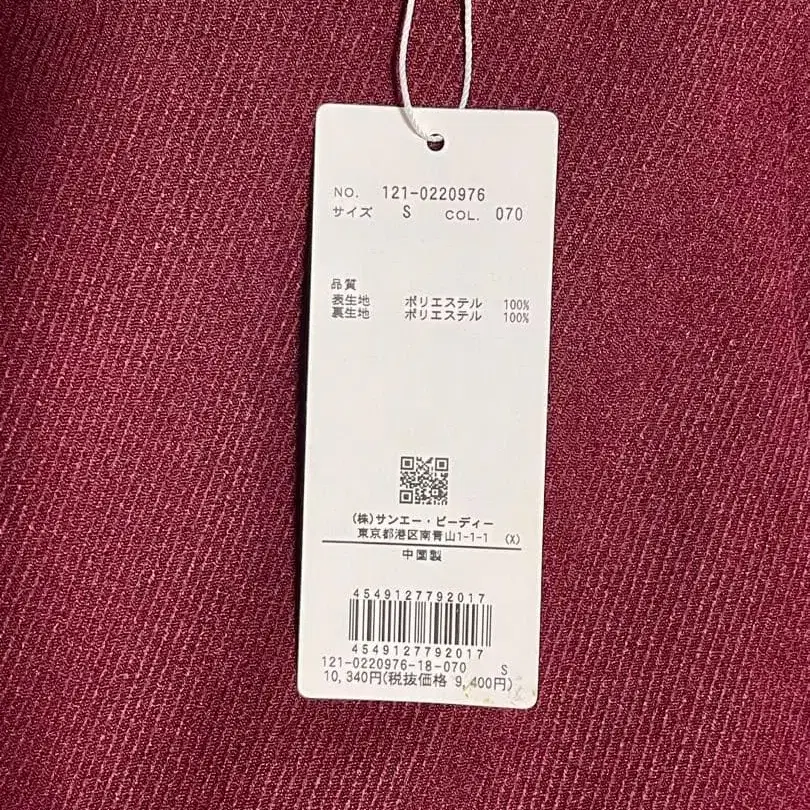 NO. 121-0220976
サイズ S COL. 070
品質
表生地 ポリエステル 100%
裏生地 ポリエステル 100%
(株)サンエー・ビーディー
東京都港区南青山1-1-1 (X)
中国製
4549127792017
4549127792017
121-0220976-18-070 S
10,340円(税抜価格 9,400円)